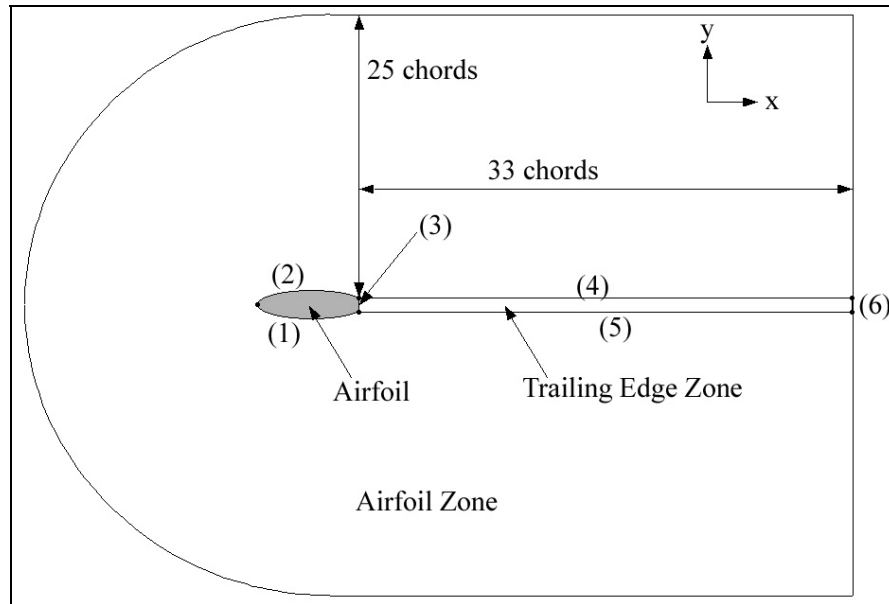 y
25 chords
x
33 chords
(3)
(2)
(4)
(6)
(1)
(5)
Airfoil
Trailing Edge Zone
Airfoil Zone